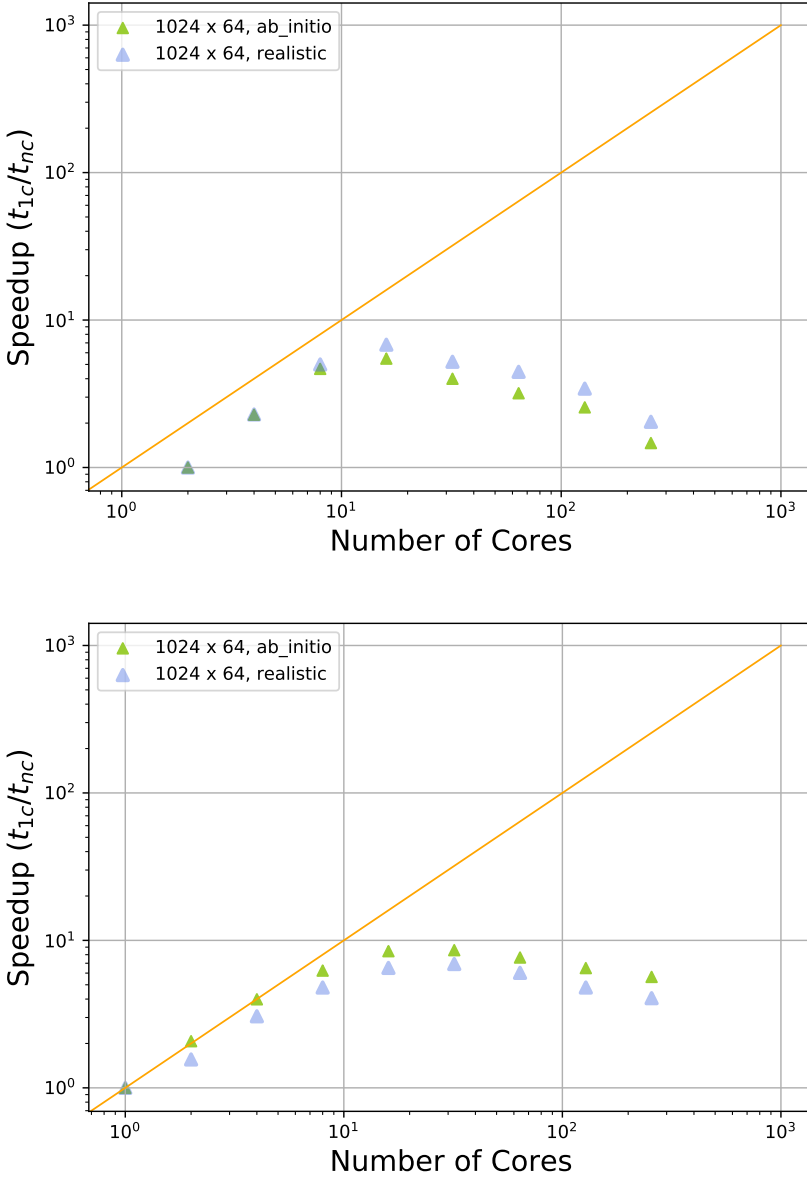 10³
1024 x 64, ab_initio
1024 x 64, realistic
10²
10¹
10⁰
Speedup (t₁c/tₙc)
10⁰ 10¹ 10² 10³
Number of Cores
10³
1024 x 64, ab_initio
1024 x 64, realistic
10²
10¹
10⁰
Speedup (t₁c/tₙc)
10⁰ 10¹ 10² 10³
Number of Cores